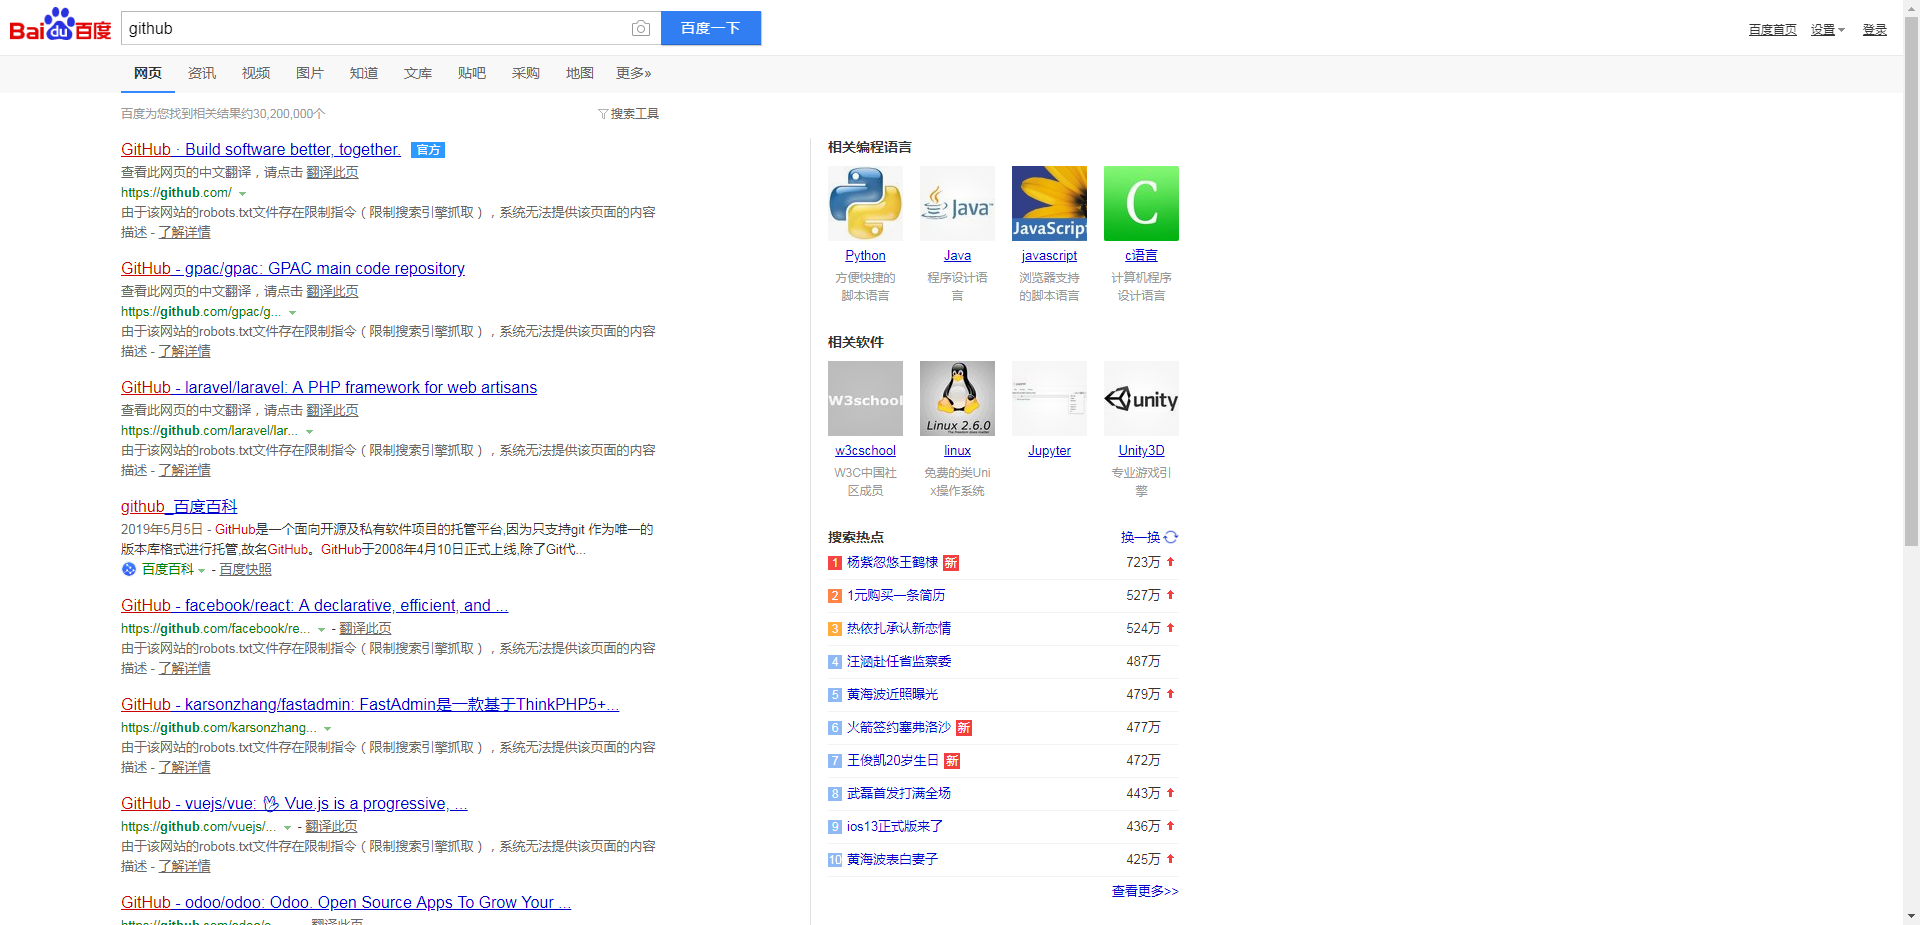 Bai du 百度
github
百度一下
百度首页 设置 登录
网页 资讯 视频 图片 知道 文库 贴吧 采购 地图 更多»
百度为您找到相关结果约30,200,000个
搜索工具
GitHub · Build software better, together. 官方
查看此网页的中文翻译，请点击 翻译此页
https://github.com/
由于该网站的robots.txt文件存在限制指令（限制搜索引擎抓取），系统无法提供该页面的内容
描述 - 了解详情
GitHub - gpac/gpac: GPAC main code repository
查看此网页的中文翻译，请点击 翻译此页
https://github.com/gpac/g...
由于该网站的robots.txt文件存在限制指令（限制搜索引擎抓取），系统无法提供该页面的内容
描述 - 了解详情
GitHub - laravel/laravel: A PHP framework for web artisans
查看此网页的中文翻译，请点击 翻译此页
https://github.com/laravel/lar...
由于该网站的robots.txt文件存在限制指令（限制搜索引擎抓取），系统无法提供该页面的内容
描述 - 了解详情
github_百度百科
2019年5月5日 - GitHub是一个面向开源及私有软件项目的托管平台,因为只支持git 作为唯一的
版本库格式进行托管,故名GitHub。GitHub于2008年4月10日正式上线,除了Git代...
百度百科 - 百度快照
GitHub - facebook/react: A declarative, efficient, and ...
https://github.com/facebook/re... - 翻译此页
由于该网站的robots.txt文件存在限制指令（限制搜索引擎抓取），系统无法提供该页面的内容
描述 - 了解详情
GitHub - karsonzhang/fastadmin: FastAdmin是一款基于ThinkPHP5+...
https://github.com/karsonzhang...
由于该网站的robots.txt文件存在限制指令（限制搜索引擎抓取），系统无法提供该页面的内容
描述 - 了解详情
GitHub - vuejs/vue: 🖖 Vue.js is a progressive, ...
https://github.com/vuejs/... - 翻译此页
由于该网站的robots.txt文件存在限制指令（限制搜索引擎抓取），系统无法提供该页面的内容
描述 - 了解详情
GitHub - odoo/odoo: Odoo. Open Source Apps To Grow Your ...
https://github.com/odoo/o... 翻译此页
相关编程语言
Java JavaScript C
Python Java javascript c语言
方便快捷的 程序设计语 浏览器支持 计算机程序
脚本语言 言 的脚本语言 设计语言
相关软件
W3school Linux 2.6.0 unity
w3cschool linux Jupyter Unity3D
W3C中国社 免费的类Uni 专业游戏引
区成员 x操作系统 擎
搜索热点 换一换
1 杨紫忽悠王鹤棣 新 723万
2 1元购买一条简历 527万
3 热依扎承认新恋情 524万
4 汪涵赴任省监察委 487万
5 黄海波近照曝光 479万
6 火箭签约塞弗洛沙 新 477万
7 王俊凯20岁生日 新 472万
8 武磊首发打满全场 443万
9 ios13正式版来了 436万
10 黄海波表白妻子 425万
查看更多>>